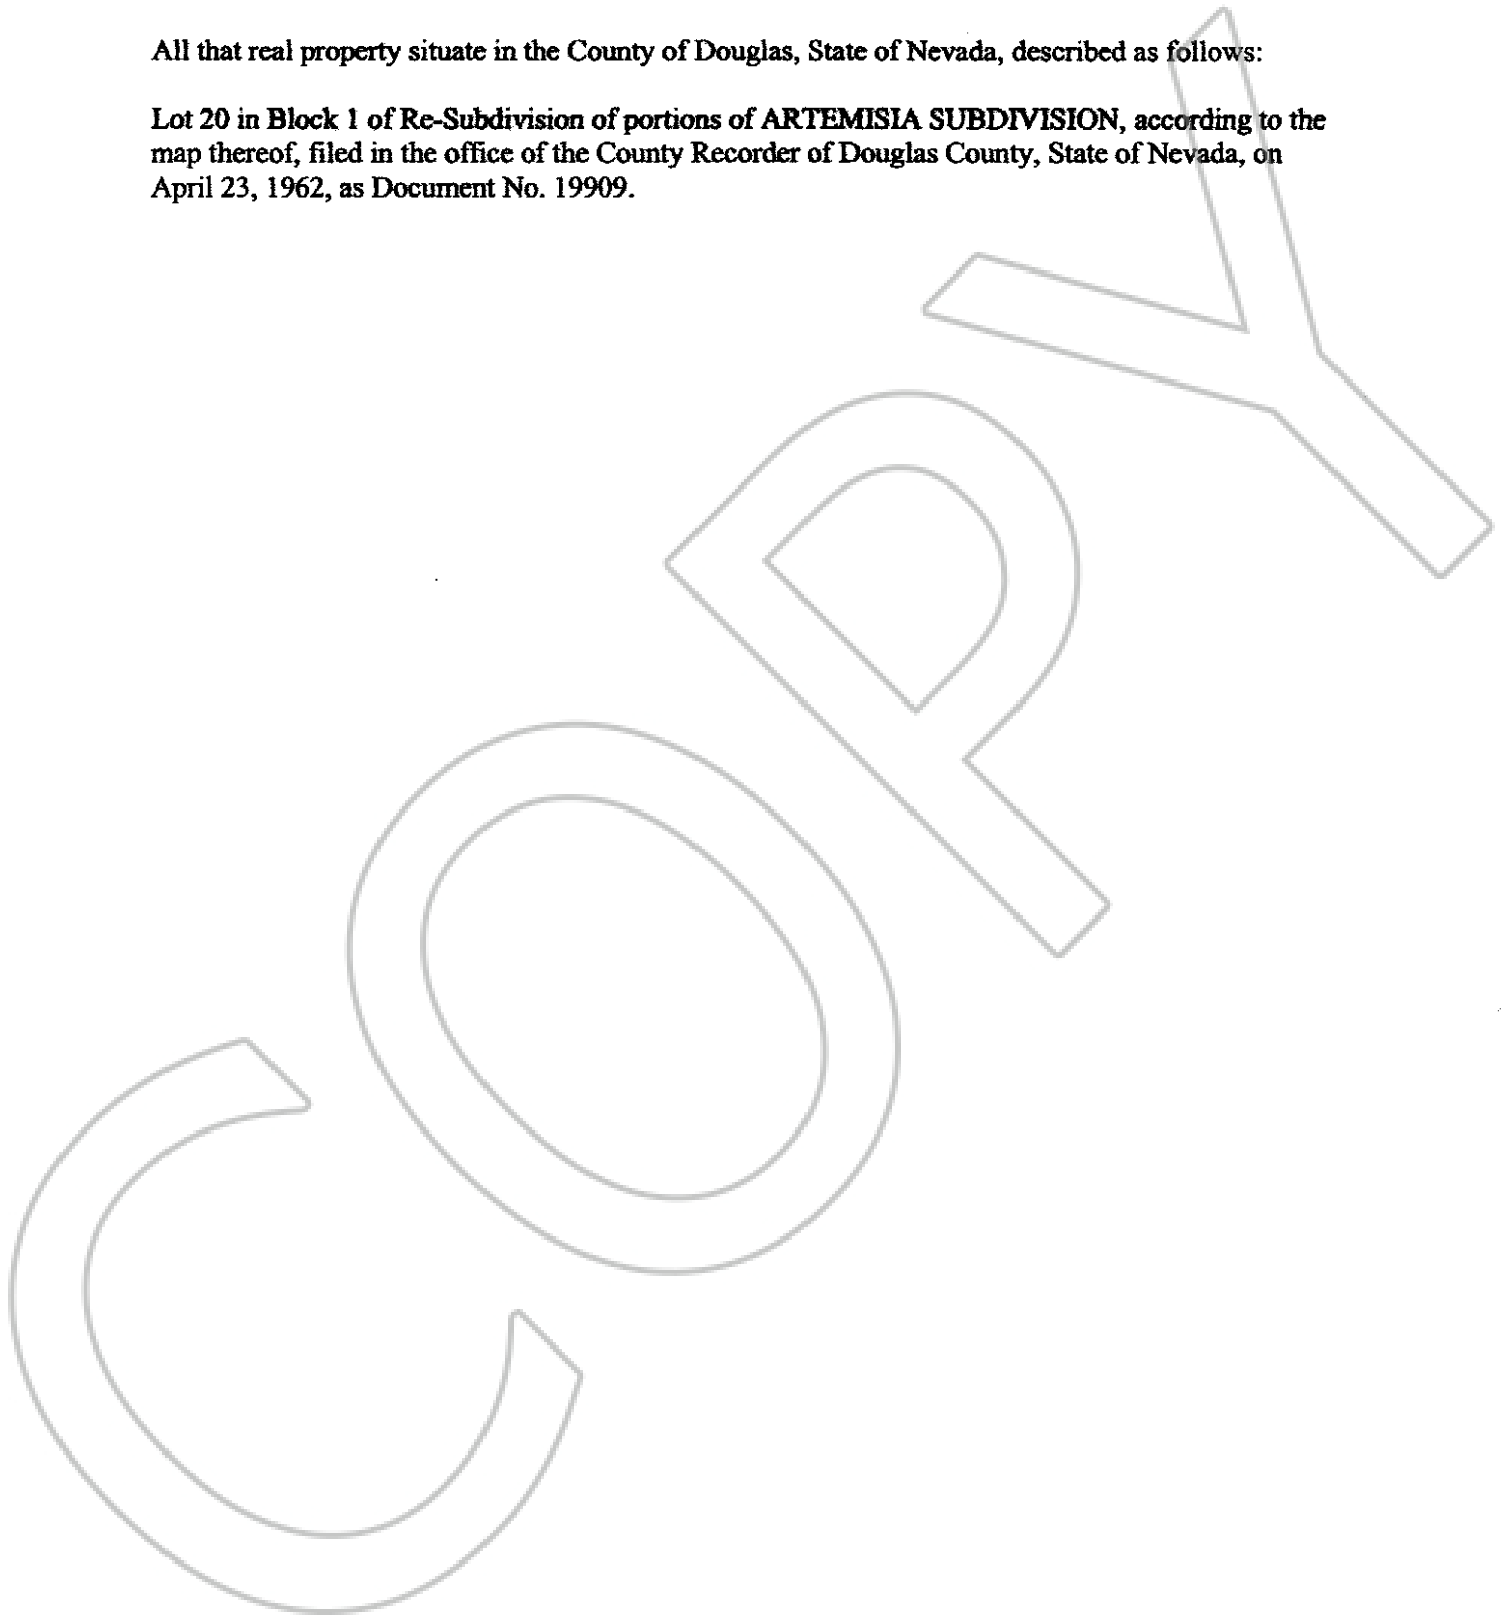 All that real property situate in the County of Douglas, State of Nevada, described as follows:
Lot 20 in Block 1 of Re-Subdivision of portions of ARTEMISIA SUBDIVISION, according to the
map thereof, filed in the office of the County Recorder of Douglas County, State of Nevada, on
April 23, 1962, as Document No. 19909.
COPY